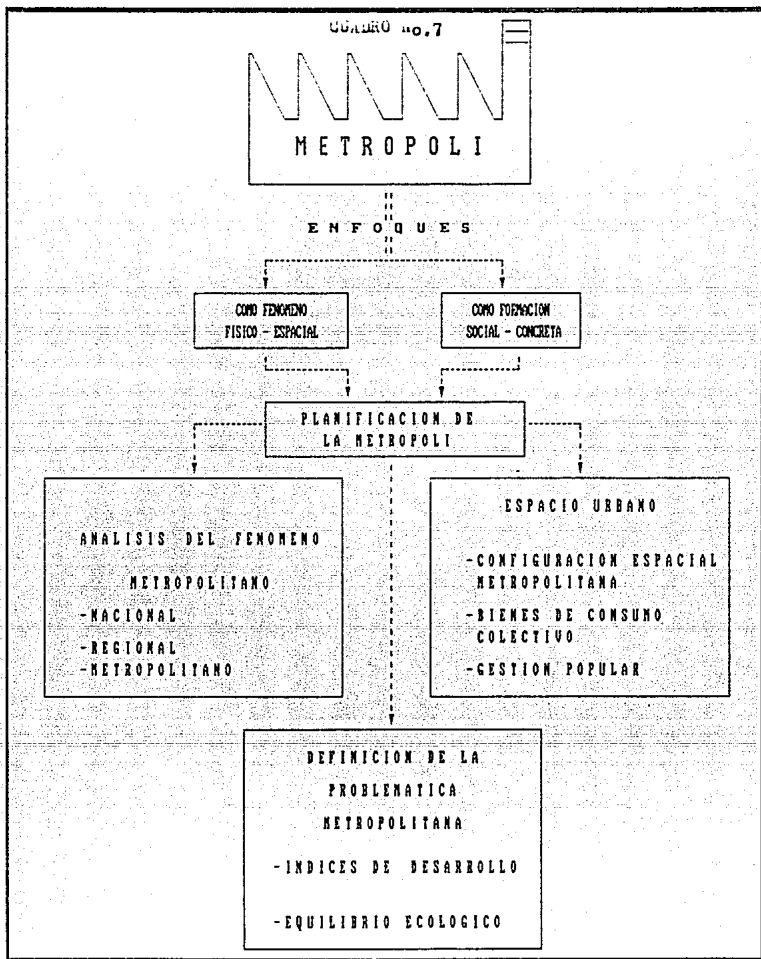 CUADRO no.7
METROPOLI
ENFOQUES
COMO FENOMENO
FISICO - ESPACIAL
COMO FORMACION
SOCIAL - CONCRETA
PLANIFICACION DE
LA METROPOLI
ANALISIS DEL FENOMENO
METROPOLITANO
-NACIONAL
-REGIONAL
-METROPOLITANO
ESPACIO URBANO
-CONFIGURACION ESPACIAL
METROPOLITANA
-BIENES DE CONSUMO
COLECTIVO
-GESTION POPULAR
DEFINICION DE LA
PROBLEMATICA
METROPOLITANA
-INDICES DE DESARROLLO
-EQUILIBRIO ECOLOGICO